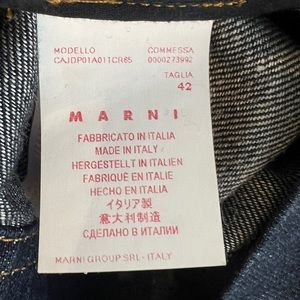 MODELLO COMMESSA
CAJDP01A01TCR65 0000273992
TAGLIA
42
MARNI
FABBRICATO IN ITALIA
MADE IN ITALY
HERGESTELLT IN ITALIEN
FABRIQUÉ EN ITALIE
HECHO EN ITALIA
イタリア製
意大利制造
СДЕЛАНО В ИТАЛИИ
MARNI GROUP SRL - ITALY